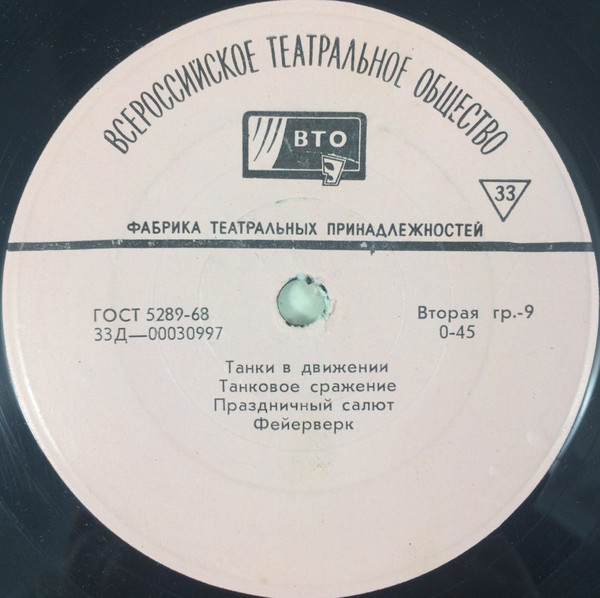 ВСЕРОССИЙСКОЕ ТЕАТРАЛЬНОЕ ОБЩЕСТВО
ВТО
33
ФАБРИКА ТЕАТРАЛЬНЫХ ПРИНАДЛЕЖНОСТЕЙ
ГОСТ 5289-68
33Д—00030997
Вторая гр.-9
0-45
Танки в движении
Танковое сражение
Праздничный салют
Фейерверк